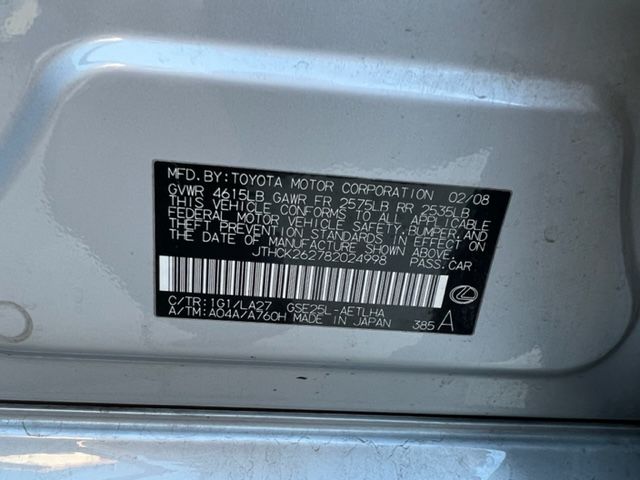 MFD. BY: TOYOTA MOTOR CORPORATION 02/08
GVWR 4615LB GAWR FR 2575LB RR 2535LB
THIS VEHICLE CONFORMS TO ALL APPLICABLE
FEDERAL MOTOR VEHICLE SAFETY, BUMPER, AND
THEFT PREVENTION STANDARDS IN EFFECT ON
THE DATE OF MANUFACTURE SHOWN ABOVE.
JTHCK262782024998 PASS. CAR
C/TR: 1G1/LA27 GSE25L-AETLHA
A/TM: A04A/A760H MADE IN JAPAN 385 A